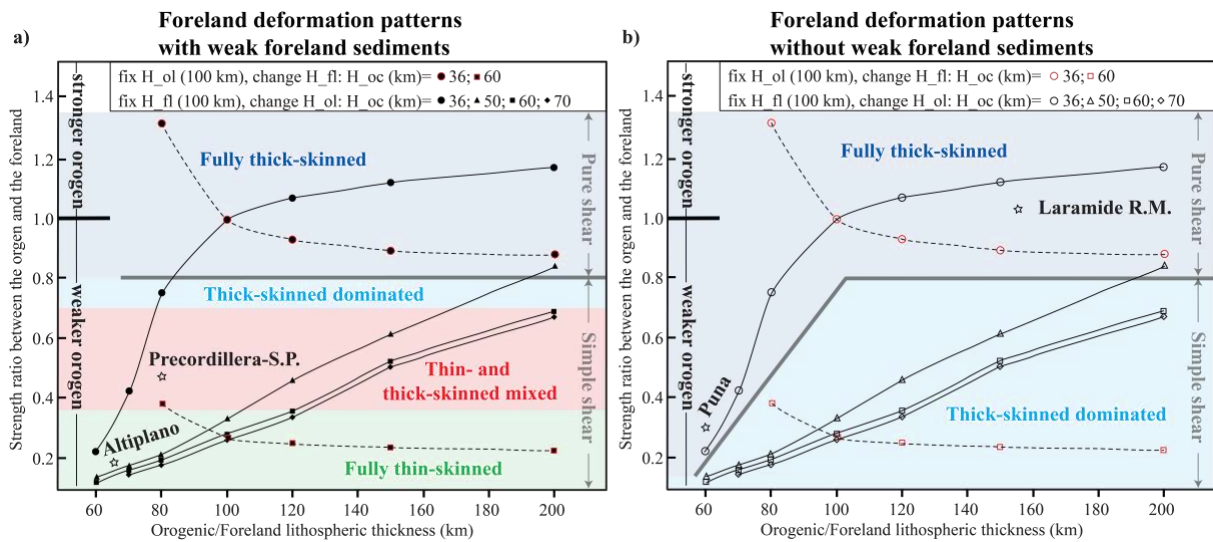 a)
Foreland deformation patterns
with weak foreland sediments
fix H_ol (100 km), change H_fl: H_oc (km)= 36; 60
fix H_fl (100 km), change H_ol: H_oc (km)= 36; 50; 60; 70
Strength ratio between the orgen and the foreland
1.4
1.2
1.0
0.8
0.6
0.4
0.2
stronger orogen
weaker orogen
Fully thick-skinned
Pure shear
Thick-skinned dominated
Precordillera-S.P.
Thin- and
thick-skinned mixed
Altiplano
Fully thin-skinned
Simple shear
60 80 100 120 140 160 180 200
Orogenic/Foreland lithospheric thickness (km)
b)
Foreland deformation patterns
without weak foreland sediments
fix H_ol (100 km), change H_fl: H_oc (km)= 36; 60
fix H_fl (100 km), change H_ol: H_oc (km)= 36; 50; 60; 70
Strength ratio between the orgen and the foreland
1.4
1.2
1.0
0.8
0.6
0.4
0.2
stronger orogen
weaker orogen
Fully thick-skinned
Pure shear
Laramide R.M.
Puna
Thick-skinned dominated
Simple shear
60 80 100 120 140 160 180 200
Orogenic/Foreland lithospheric thickness (km)